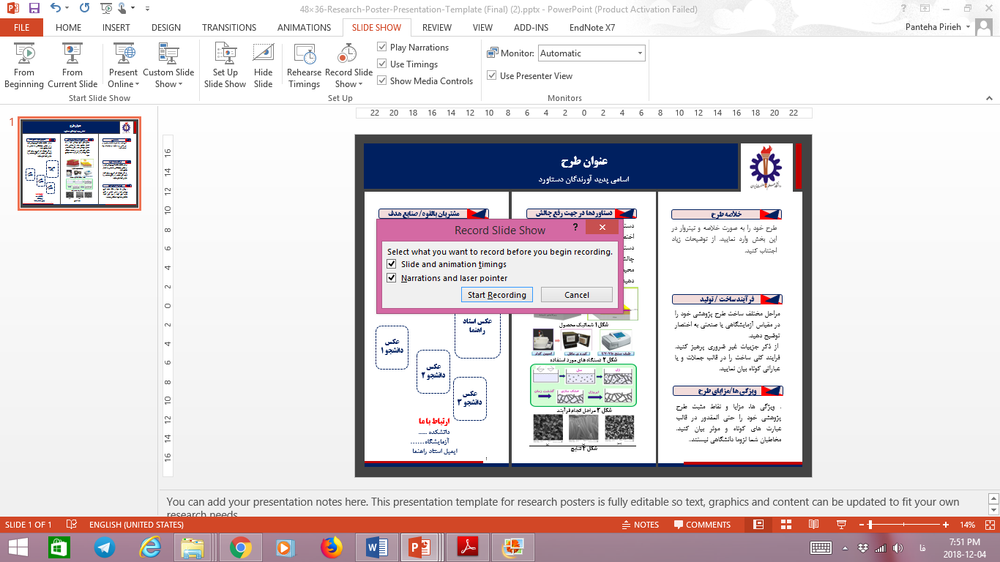 48×36-Research-Poster-Presentation-Template (Final) (2).pptx - PowerPoint (Product Activation Failed)
FILE HOME INSERT DESIGN TRANSITIONS ANIMATIONS SLIDE SHOW REVIEW VIEW ADD-INS EndNote X7
Panteha Pirieh
From Beginning
From Current Slide
Present Online
Custom Slide Show
Start Slide Show
Set Up Slide Show
Hide Slide
Rehearse Timings
Record Slide Show
Play Narrations
Use Timings
Show Media Controls
Set Up
Monitor: Automatic
Use Presenter View
Monitors
1
22 20 18 16 14 12 10 8 6 4 2 0 2 4 6 8 10 12 14 16 18 20 22
16
14
12
10
8
6
4
2
0
2
4
6
8
10
12
14
16
عنوان طرح
اسامی پدید آورندگان دستاورد
خلاصه طرح
طرح خود را به صورت خلاصه و تیتروار در
این بخش وارد نمایید. از توضیحات زیاد
اجتناب کنید.
فرآیند ساخت / تولید
مراحل مختلف ساخت طرح پژوهشی خود را
در مقیاس آزمایشگاهی یا صنعتی به اختصار
توضیح دهید.
از ذکر جزییات غیر ضروری پرهیز کنید.
فرآیند کلی ساخت را در قالب جملات و یا
عباراتی کوتاه بیان نمایید.
ویژگی ها/مزایای طرح
. ویژگی ها، مزایا و نقاط مثبت طرح
پژوهشی خود را حتی المقدور در قالب
عبارت های کوتاه و موثر بیان کنید.
مخاطبان شما لزوما دانشگاهی نیستند..
دستاوردها در جهت رفع چالش
شکل ۱ شماتیک محصول
شکل ۲ دستگاه های مورد استفاده
سل
ژل
گذشت زمان
خشک سازی
ایروژل
شکل ۳ مراحل انجام فرآیند
شکل ۴ نتایج
مشتریان بالقوه/ صنایع هدف
عکس استاد
راهنما
عکس
دانشجو ۱
عکس
دانشجو ۲
عکس
دانشجو ۳
ارتباط با ما
دانشکده ......
آزمایشگاه......
ایمیل استاد راهنما
۱
Record Slide Show ?
Select what you want to record before you begin recording.
Slide and animation timings
Narrations and laser pointer
Start Recording Cancel
You can add your presentation notes here. This presentation template for research posters is fully editable so text, graphics and content can be updated to fit your own
research needs
SLIDE 1 OF 1 ENGLISH (UNITED STATES) NOTES COMMENTS 14%
فا
7:51 PM
2018-12-04